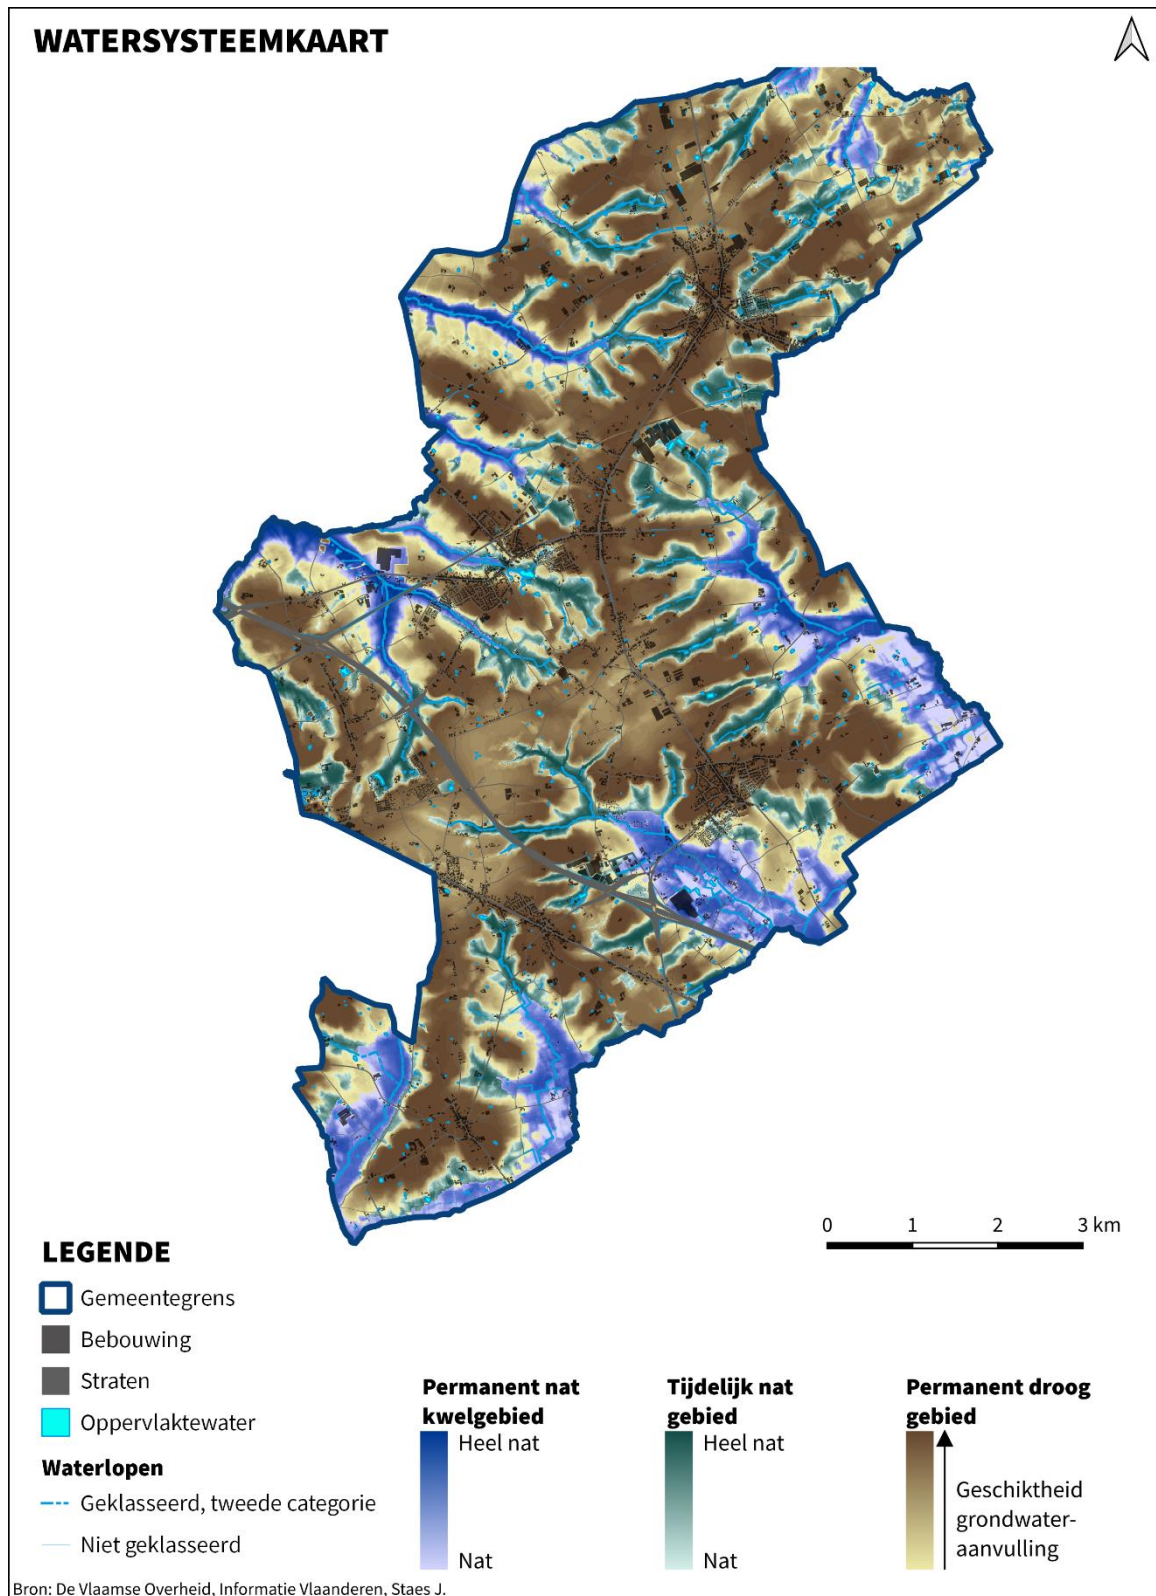 WATERSYSTEEMKAART
0 1 2 3 km
LEGENDE
Gemeentegrens
Bebouwing
Straten
Oppervlaktewater
Waterlopen
Geklasseerd, tweede categorie
Niet geklasseerd
Permanent nat
kwelgebied
Heel nat
Nat
Tijdelijk nat
gebied
Heel nat
Nat
Permanent droog
gebied
Geschiktheid
grondwater-
aanvulling
Bron: De Vlaamse Overheid, Informatie Vlaanderen, Staes J.